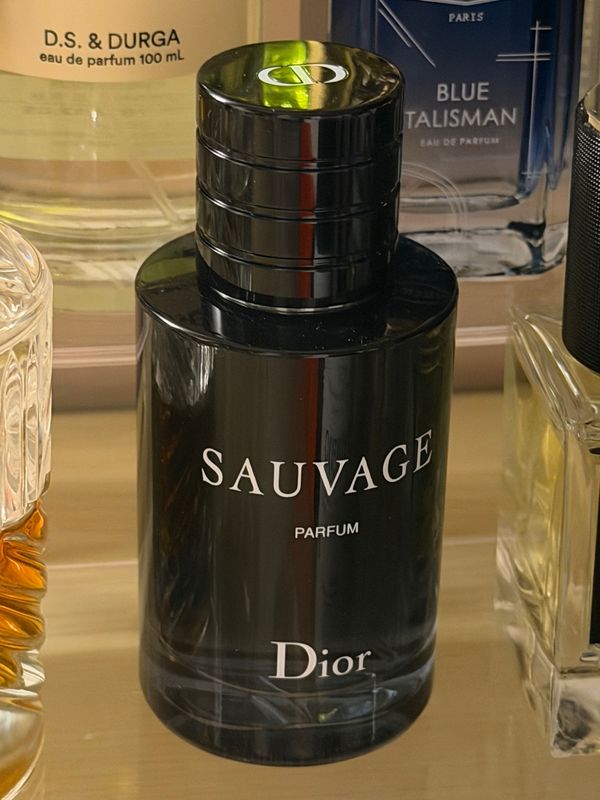 D.S. & DURGA
eau de parfum 100 mL
PARIS
BLUE
TALISMAN
EAU DE PARFUM
SAUVAGE
PARFUM
Dior